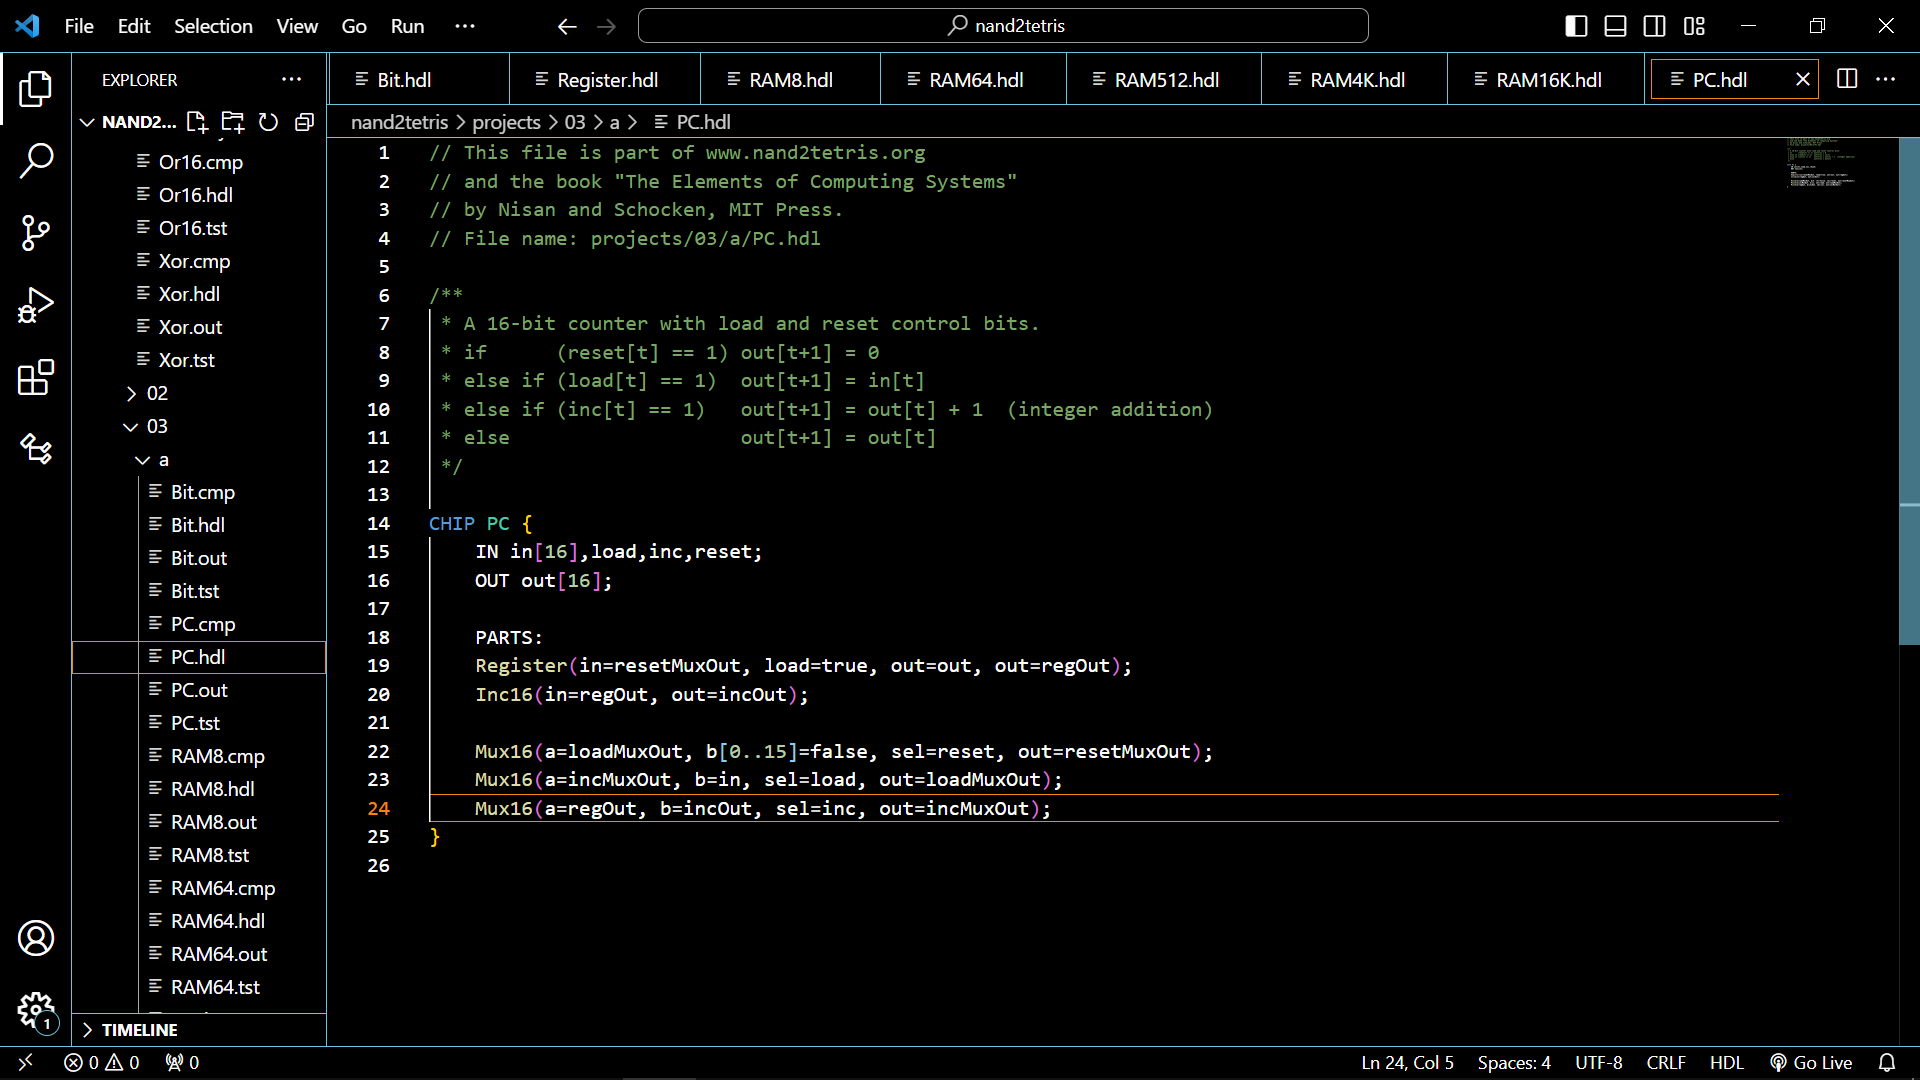 File Edit Selection View Go Run ···
nand2tetris
EXPLORER ···
NAND2...
Or16.cmp
Or16.hdl
Or16.tst
Xor.cmp
Xor.hdl
Xor.out
Xor.tst
02
03
a
Bit.cmp
Bit.hdl
Bit.out
Bit.tst
PC.cmp
PC.hdl
PC.out
PC.tst
RAM8.cmp
RAM8.hdl
RAM8.out
RAM8.tst
RAM64.cmp
RAM64.hdl
RAM64.out
RAM64.tst
TIMELINE
Bit.hdl Register.hdl RAM8.hdl RAM64.hdl RAM512.hdl RAM4K.hdl RAM16K.hdl PC.hdl
nand2tetris > projects > 03 > a > PC.hdl
1 // This file is part of www.nand2tetris.org
2 // and the book "The Elements of Computing Systems"
3 // by Nisan and Schocken, MIT Press.
4 // File name: projects/03/a/PC.hdl
5
6 /**
7  * A 16-bit counter with load and reset control bits.
8  * if      (reset[t] == 1) out[t+1] = 0
9  * else if (load[t] == 1)  out[t+1] = in[t]
10  * else if (inc[t] == 1)   out[t+1] = out[t] + 1  (integer addition)
11  * else                    out[t+1] = out[t]
12  */
13
14 CHIP PC {
15     IN in[16],load,inc,reset;
16     OUT out[16];
17
18     PARTS:
19     Register(in=resetMuxOut, load=true, out=out, out=regOut);
20     Inc16(in=regOut, out=incOut);
21
22     Mux16(a=loadMuxOut, b[0..15]=false, sel=reset, out=resetMuxOut);
23     Mux16(a=incMuxOut, b=in, sel=load, out=loadMuxOut);
24     Mux16(a=regOut, b=incOut, sel=inc, out=incMuxOut);
25 }
26
1
0 0 0
Ln 24, Col 5 Spaces: 4 UTF-8 CRLF HDL Go Live